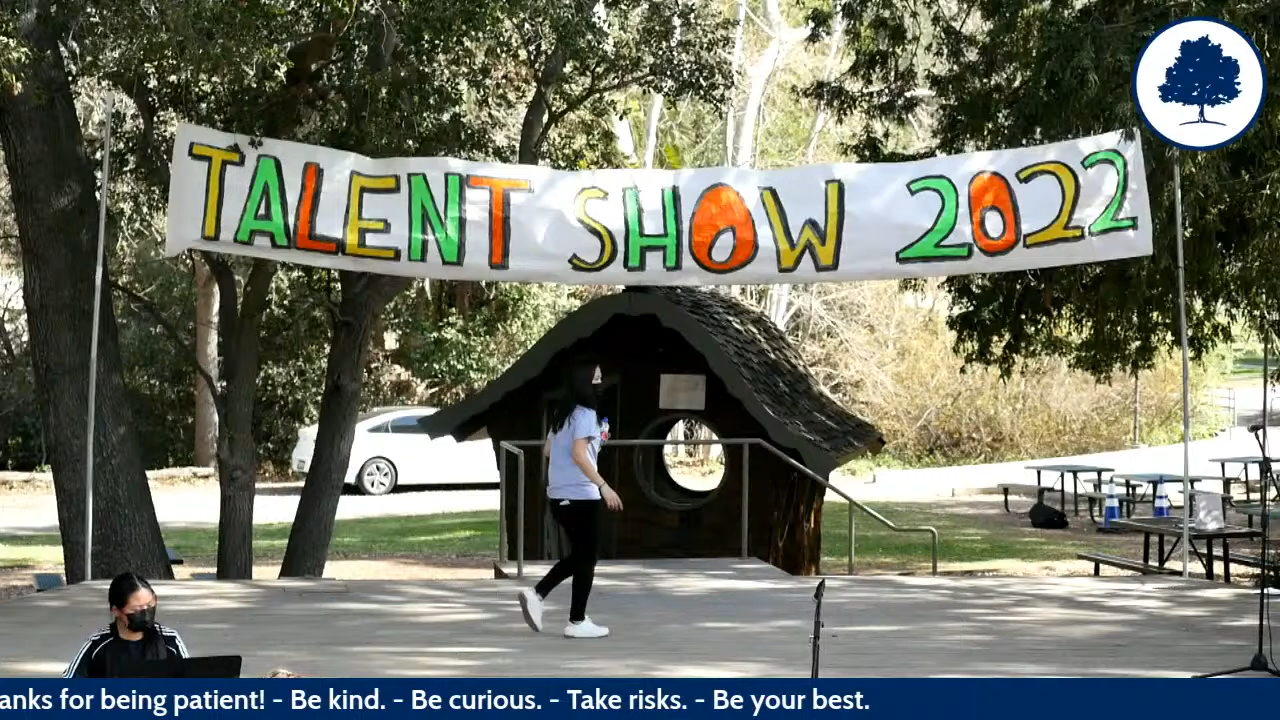 TALENT SHOW 2022
anks for being patient! - Be kind. - Be curious. - Take risks. - Be your best.